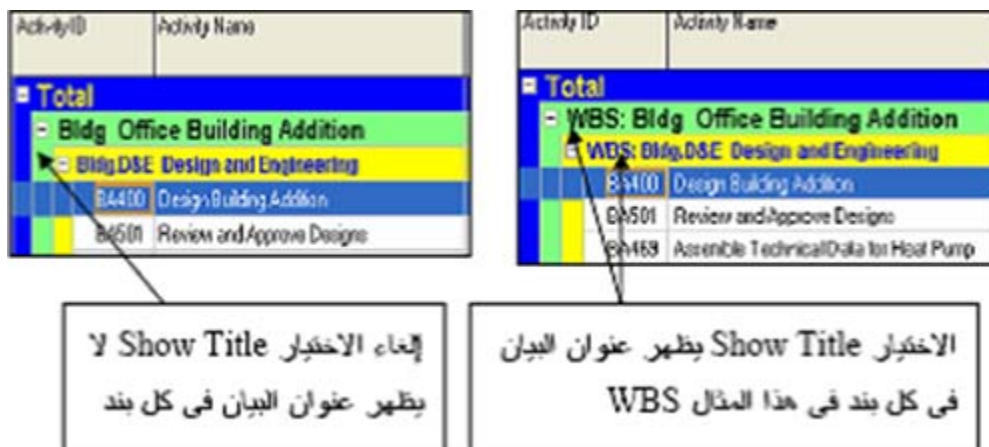 Activity ID Activity Name
Total
Bldg Office Building Addition
Bldg.D&E Design and Engineering
BA400 Design Building Addition
BA501 Review and Approve Designs
Activity ID Activity Name
Total
WBS: Bldg Office Building Addition
WBS: Bldg.D&E Design and Engineering
BA400 Design Building Addition
BA501 Review and Approve Designs
BA469 Assemble Technical Data for Heat Pump
إلغاء الاختيار Show Title لا
يظهر عنوان البيان فى كل بند
الاختيار Show Title يظهر عنوان البيان
فى كل بند فى هذا المثال WBS